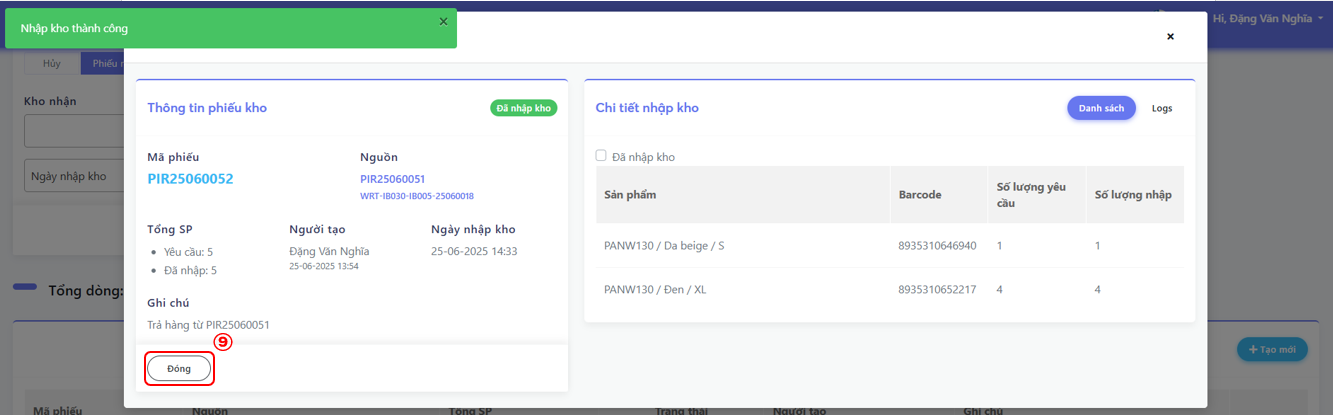 Nhập kho thành công
×
Hi, Đặng Văn Nghĩa
×
Hủy
Phiếu
Kho nhận
Ngày nhập kho
Tổng dòng:
Thông tin phiếu kho
Đã nhập kho
Mã phiếu
Nguồn
PIR25060052
PIR25060051
WRT-IB030-IB005-25060018
Tổng SP
Người tạo
Ngày nhập kho
• Yêu cầu: 5
Đặng Văn Nghĩa
25-06-2025 14:33
• Đã nhập: 5
25-06-2025 13:54
Ghi chú
Trả hàng từ PIR25060051
⑨
Đóng
Chi tiết nhập kho
Danh sách
Logs
Đã nhập kho
Sản phẩm
Barcode
Số lượng yêu
cầu
Số lượng nhập
PANW130 / Da beige / S
8935310646940
1
1
PANW130 / Đen / XL
8935310652217
4
4
+ Tạo mới
Mã phiếu
Nguồn
Tổng SP
Trạng thái
Người tạo
Ghi chú